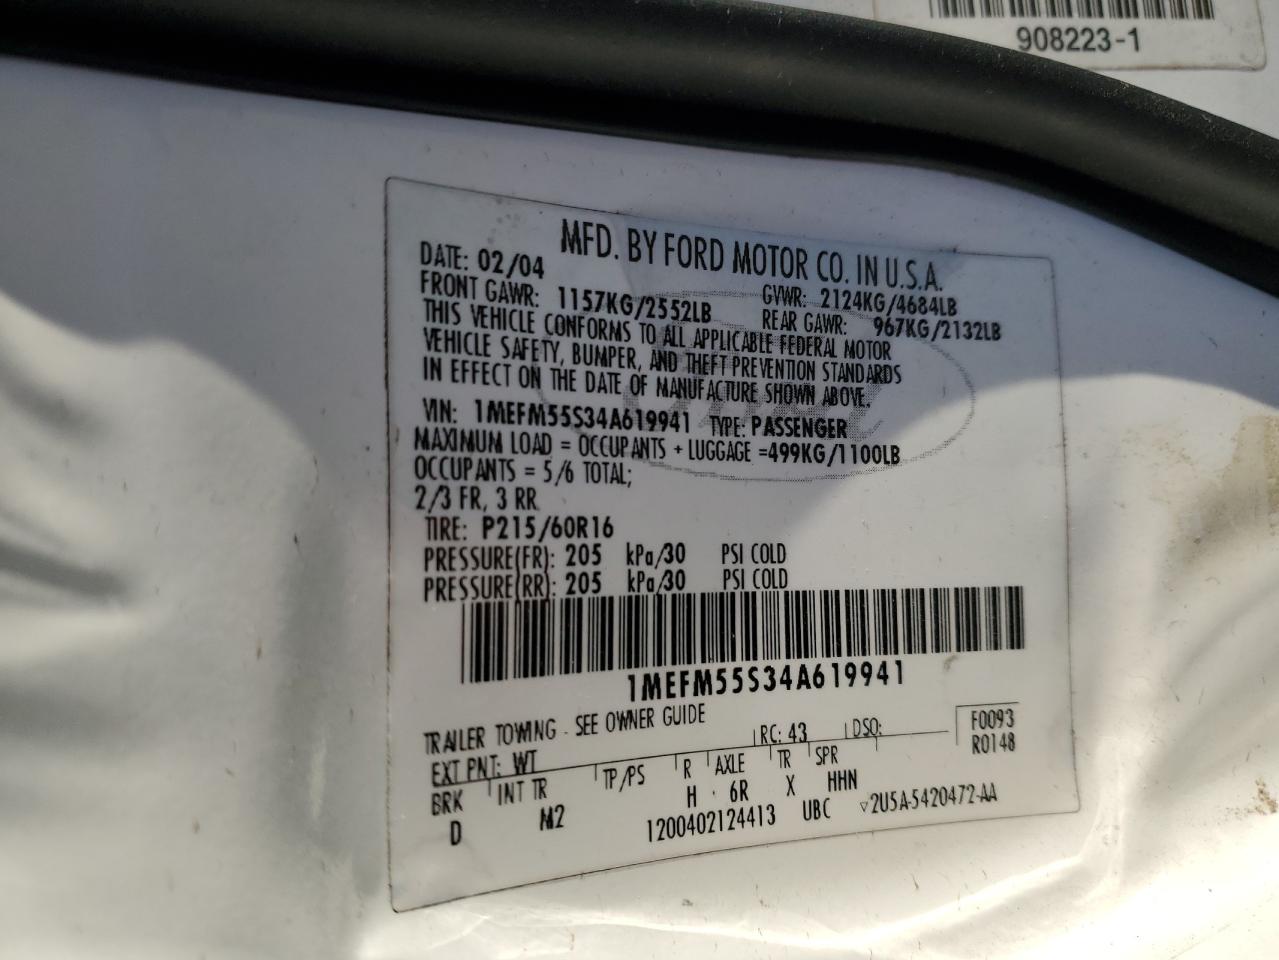 908223-1
MFD. BY FORD MOTOR CO. IN U.S.A.
DATE: 02/04 GVWR: 2124KG/4684LB
FRONT GAWR: 1157KG/2552LB REAR GAWR: 967KG/2132LB
THIS VEHICLE CONFORMS TO ALL APPLICABLE FEDERAL MOTOR
VEHICLE SAFETY, BUMPER, AND THEFT PREVENTION STANDARDS
IN EFFECT ON THE DATE OF MANUFACTURE SHOWN ABOVE.
VIN: 1MEFM55S34A619941 TYPE: PASSENGER
MAXIMUM LOAD = OCCUPANTS + LUGGAGE =499KG/1100LB
OCCUPANTS = 5/6 TOTAL;
2/3 FR, 3 RR
TIRE: P215/60R16
PRESSURE(FR): 205 kPa/30 PSI COLD
PRESSURE(RR): 205 kPa/30 PSI COLD
1MEFM55S34A619941
TRAILER TOWING - SEE OWNER GUIDE
EXT PNT: WT RC: 43 DSO: F0093
R0148
BRK INT TR TP/PS R AXLE TR SPR
D M2 H 6R X HHN
1200402124413 UBC ▽2U5A-5420472-AA